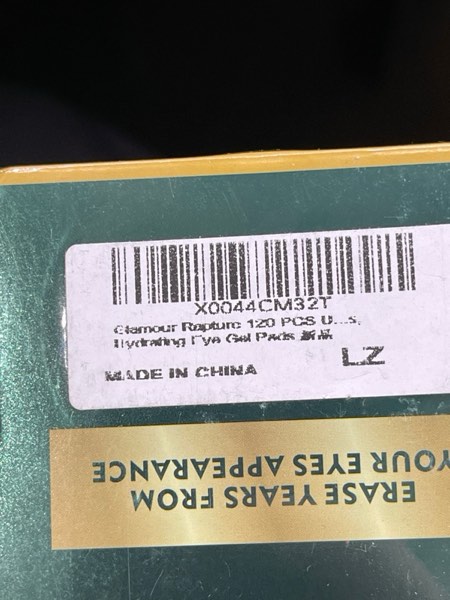 X0044CM32T
Glamour Rapture 120 PCS U...s,
Hydrating Eye Gel Pads 新品
MADE IN CHINA
LZ
ERASE YEARS FROM
YOUR EYES APPEARANCE